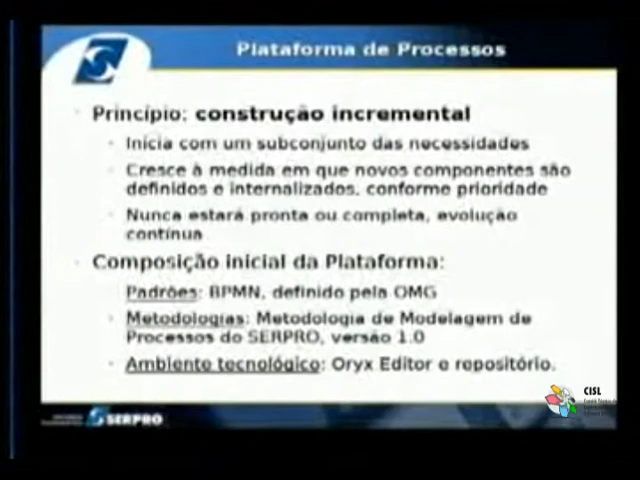 Plataforma de Processos
Princípio: construção incremental
Inicia com um subconjunto das necessidades
Cresce à medida em que novos componentes são
definidos e internalizados, conforme prioridade
Nunca estará pronta ou completa, evolução
contínua
Composição inicial da Plataforma:
Padrões: BPMN, definido pela OMG
Metodologias: Metodologia de Modelagem de
Processos do SERPRO, versão 1.0
Ambiente tecnológico: Oryx Editor e repositório.
CISL
SERPRO